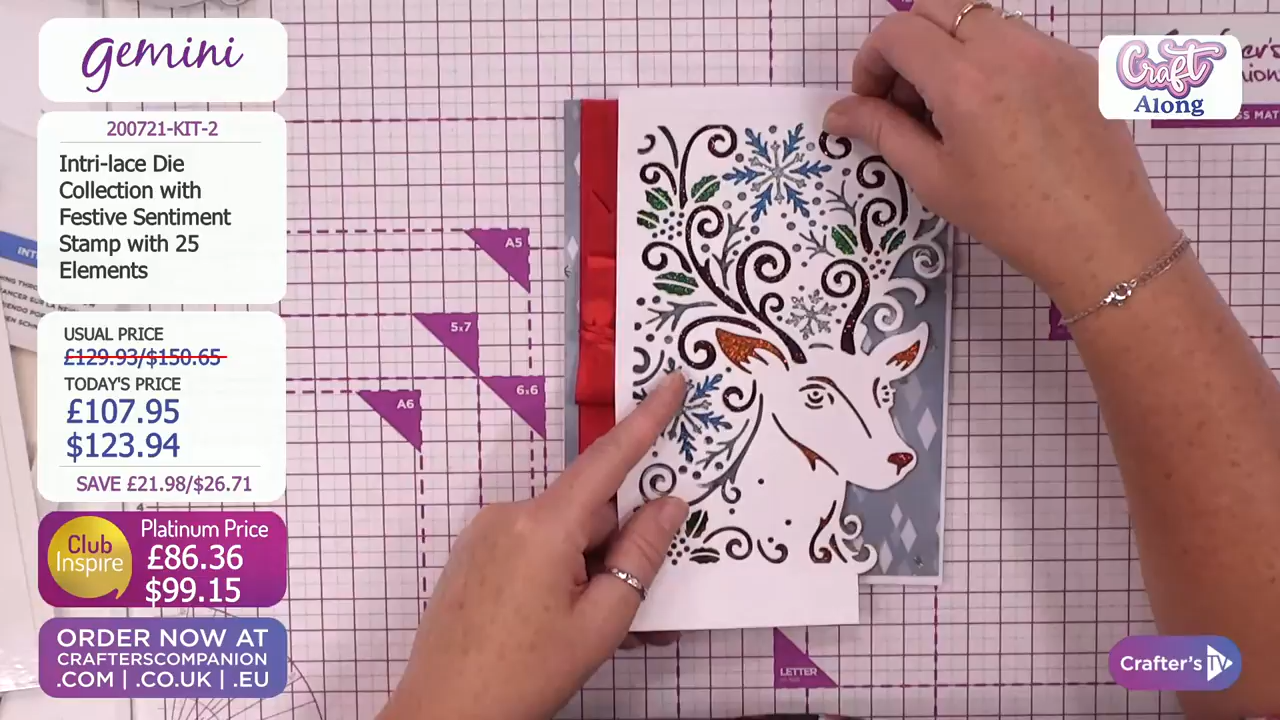 gemini
200721-KIT-2
Intri-lace Die
Collection with
Festive Sentiment
Stamp with 25
Elements
USUAL PRICE
£129.93/$150.65
TODAY'S PRICE
£107.95
$123.94
SAVE £21.98/$26.71
Club
Inspire
Platinum Price
£86.36
$99.15
ORDER NOW AT
CRAFTERSCOMPANION
.COM | .CO.UK | .EU
A5
5x7
6x6
A6
LETTER
Craft
Along
Crafter's TV